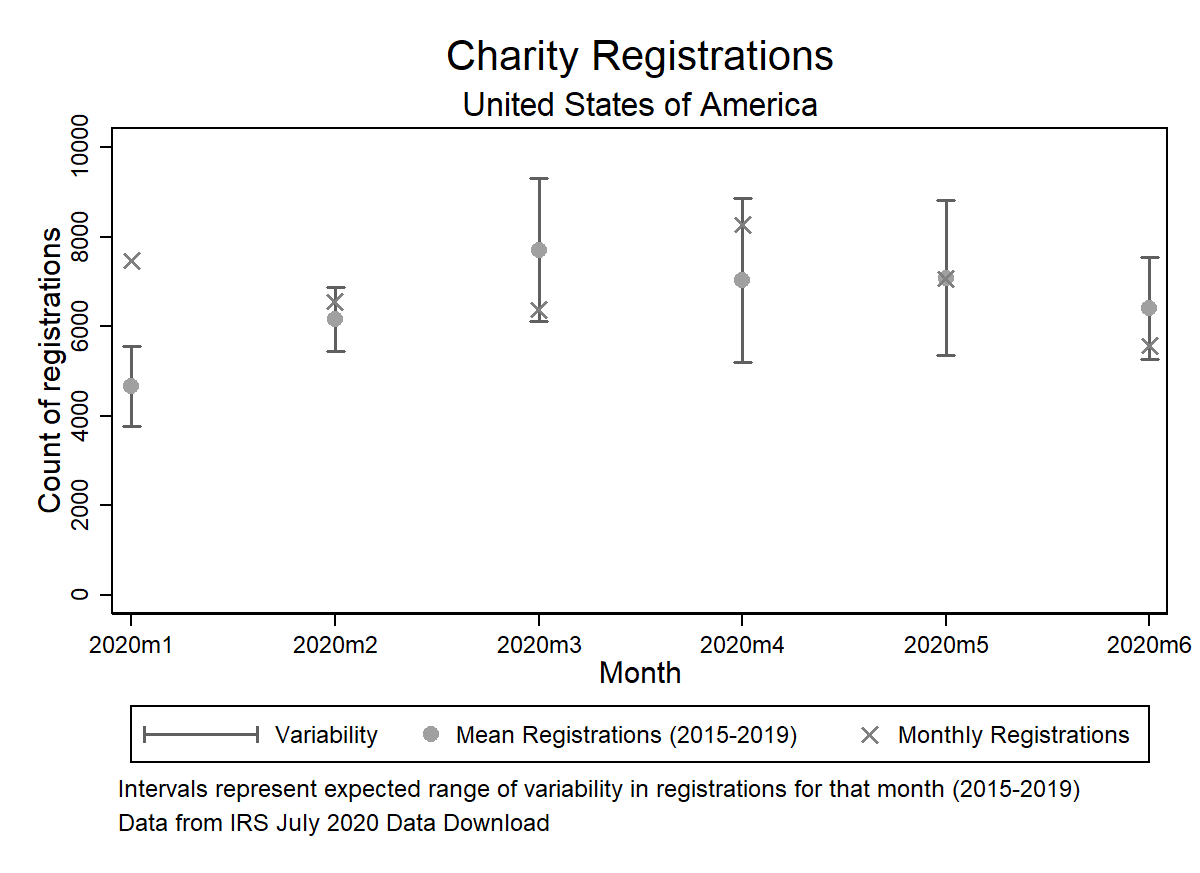 Charity Registrations
United States of America
Count of registrations
10000
8000
6000
4000
2000
0
2020m1 2020m2 2020m3 2020m4 2020m5 2020m6
Month
Variability Mean Registrations (2015-2019) Monthly Registrations
Intervals represent expected range of variability in registrations for that month (2015-2019)
Data from IRS July 2020 Data Download